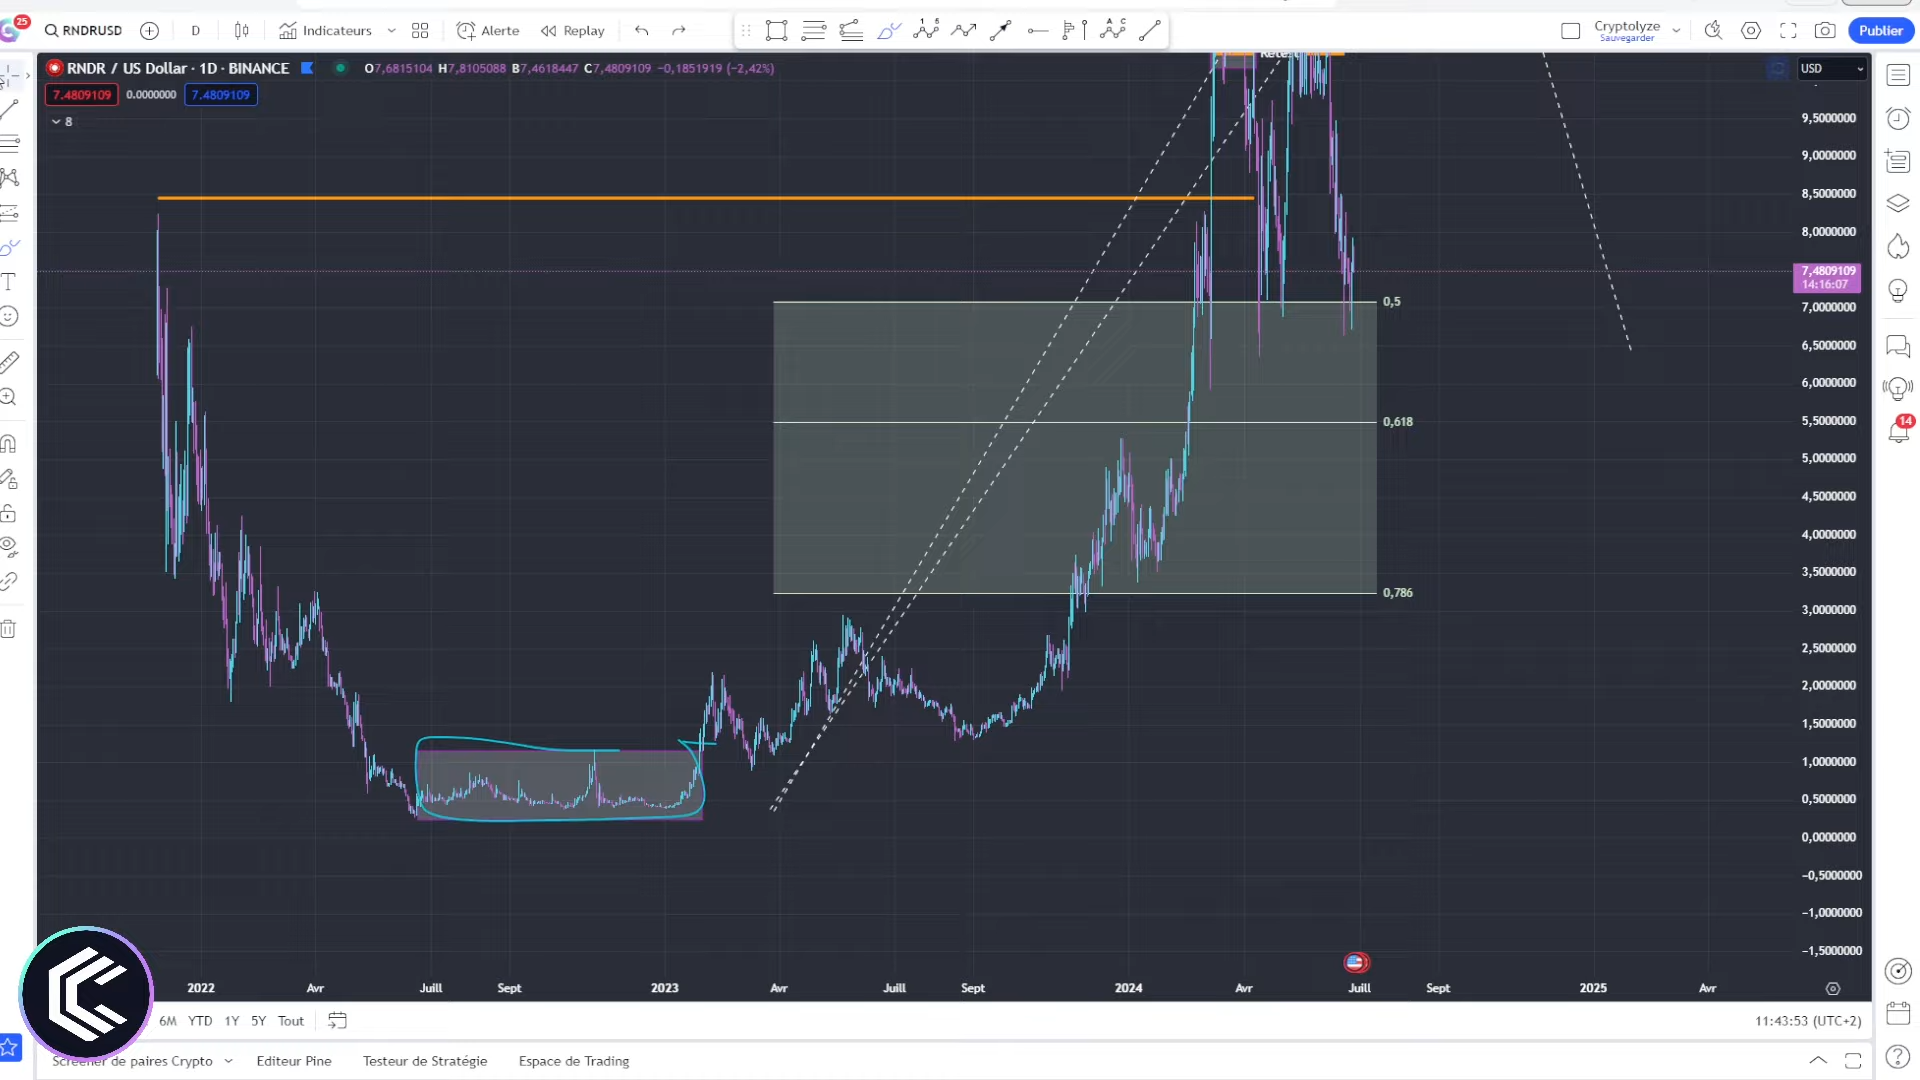 25
RNDRUSD
D
Indicateurs
Alerte
Replay
Cryptolyze
Sauvegarder
Publier
RNDR / US Dollar · 1D · BINANCE
O7,6815104 H7,8105088 B7,4618447 C7,4809109 −0,1851919 (−2,42%)
7.4809109
0.0000000
7.4809109
8
USD
9,5000000
9,0000000
8,5000000
8,0000000
7,4809109
14:16:07
7,0000000
6,5000000
6,0000000
5,5000000
5,0000000
4,5000000
4,0000000
3,5000000
3,0000000
2,5000000
2,0000000
1,5000000
1,0000000
0,5000000
0,0000000
−0,5000000
−1,0000000
−1,5000000
0,5
0,618
0,786
14
2022 Avr Juill Sept 2023 Avr Juill Sept 2024 Avr Juill Sept 2025 Avr
6M YTD 1Y 5Y Tout
11:43:53 (UTC+2)
Screener de paires Crypto
Editeur Pine
Testeur de Stratégie
Espace de Trading